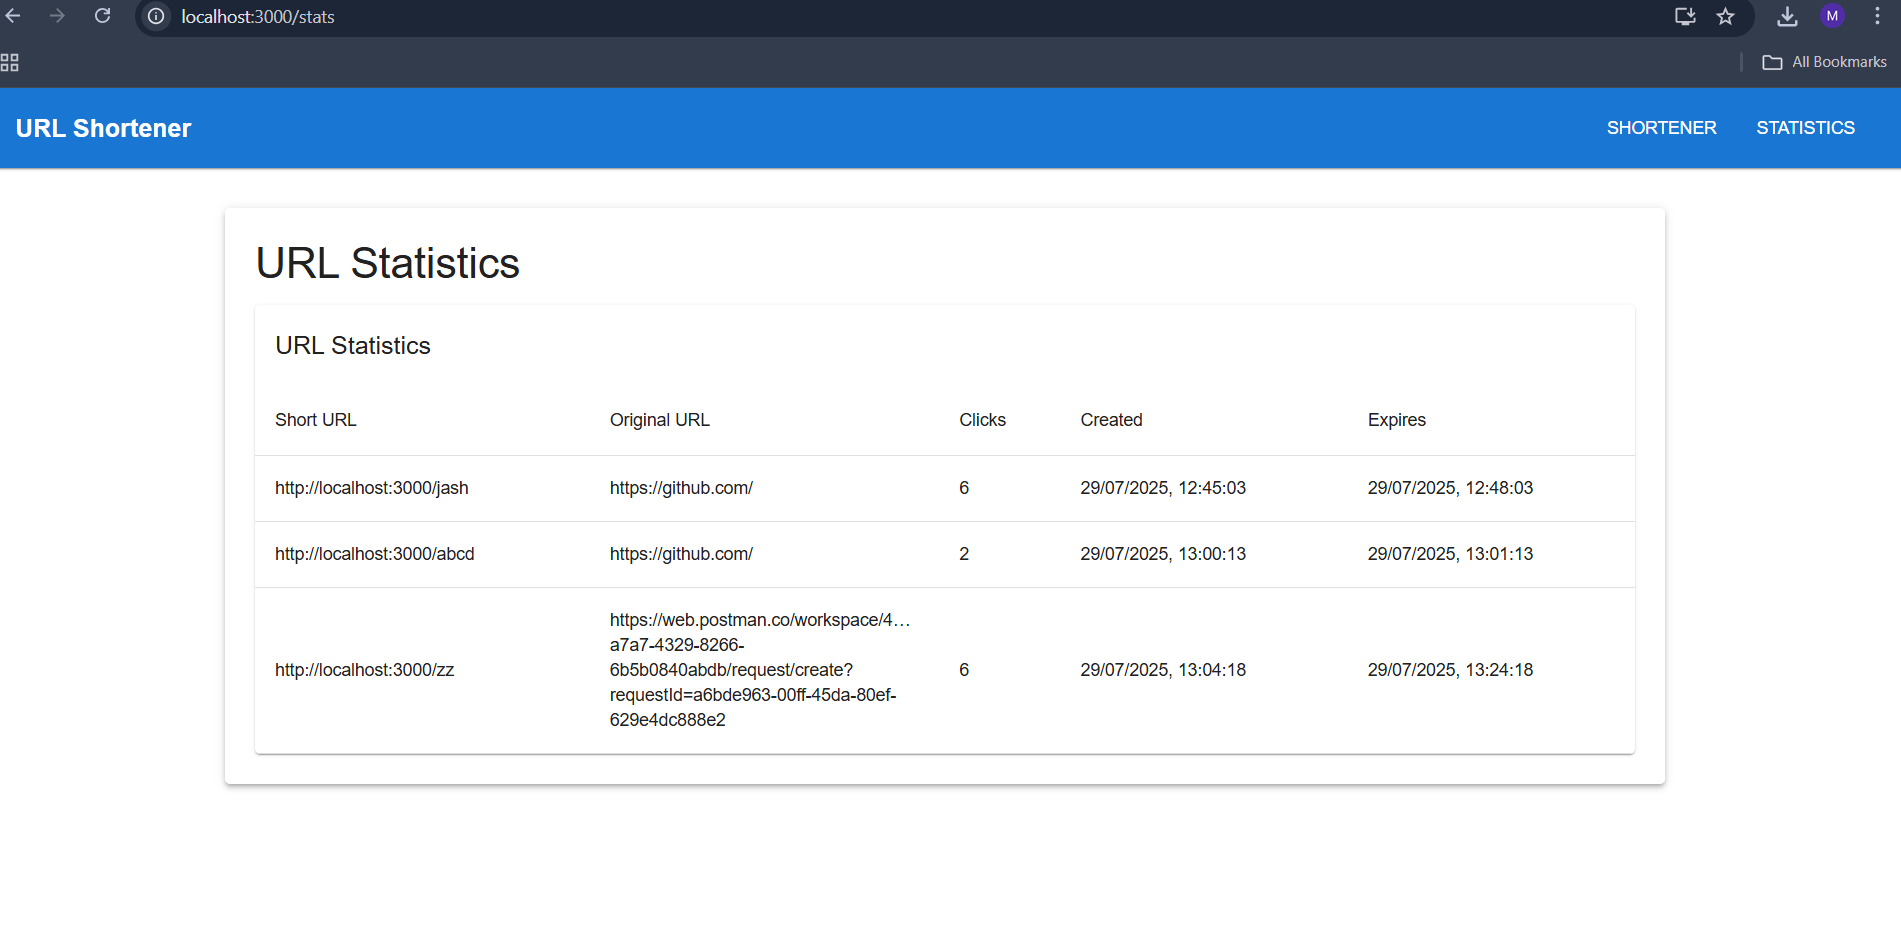 localhost:3000/stats
M
All Bookmarks
URL Shortener
SHORTENER
STATISTICS
URL Statistics
URL Statistics
Short URL Original URL Clicks Created Expires
http://localhost:3000/jash https://github.com/ 6 29/07/2025, 12:45:03 29/07/2025, 12:48:03
http://localhost:3000/abcd https://github.com/ 2 29/07/2025, 13:00:13 29/07/2025, 13:01:13
https://web.postman.co/workspace/4…
a7a7-4329-8266-
http://localhost:3000/zz 6b5b0840abdb/request/create? 6 29/07/2025, 13:04:18 29/07/2025, 13:24:18
requestId=a6bde963-00ff-45da-80ef-
629e4dc888e2